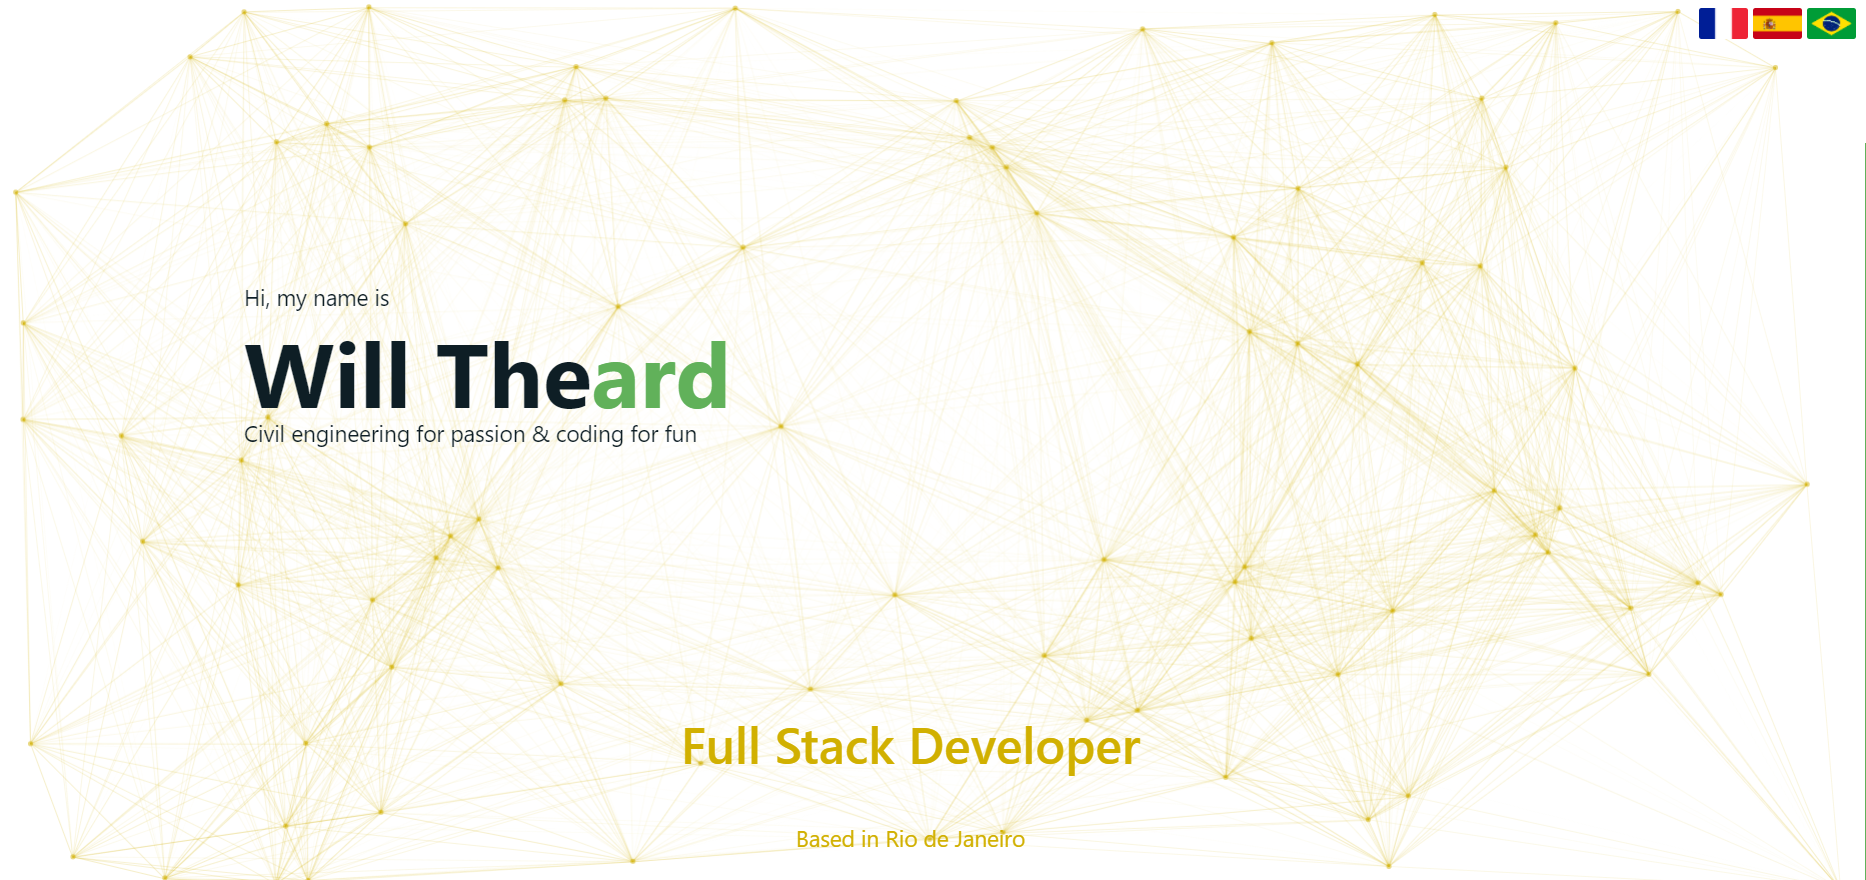 Hi, my name is
Will Theard
Civil engineering for passion & coding for fun
Full Stack Developer
Based in Rio de Janeiro